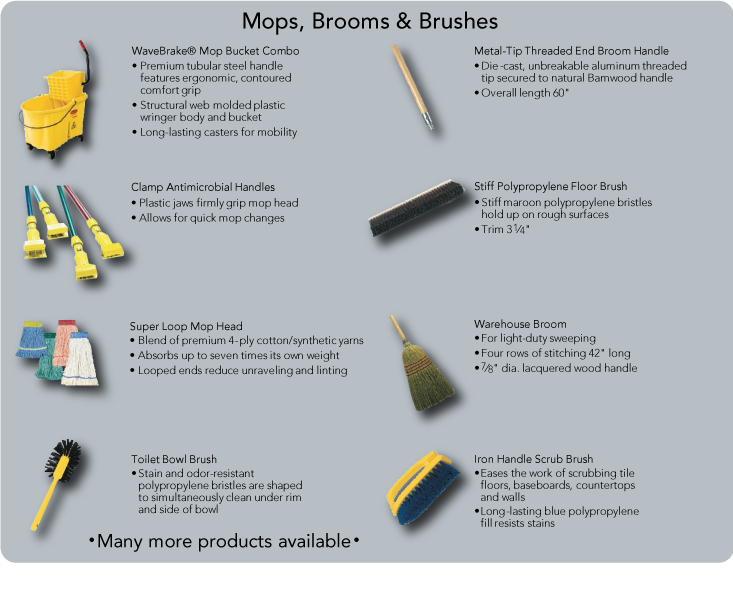 Mops, Brooms & Brushes
WaveBrake® Mop Bucket Combo
• Premium tubular steel handle
features ergonomic, contoured
comfort grip
• Structural web molded plastic
wringer body and bucket
• Long-lasting casters for mobility
Clamp Antimicrobial Handles
• Plastic jaws firmly grip mop head
• Allows for quick mop changes
Super Loop Mop Head
• Blend of premium 4-ply cotton/synthetic yarns
• Absorbs up to seven times its own weight
• Looped ends reduce unraveling and linting
Toilet Bowl Brush
• Stain and odor-resistant
polypropylene bristles are shaped
to simultaneously clean under rim
and side of bowl
Metal-Tip Threaded End Broom Handle
• Die-cast, unbreakable aluminum threaded
tip secured to natural Bamwood handle
• Overall length 60"
Stiff Polypropylene Floor Brush
• Stiff maroon polypropylene bristles
hold up on rough surfaces
• Trim 3 1/4"
Warehouse Broom
• For light-duty sweeping
• Four rows of stitching 42" long
• 7/8" dia. lacquered wood handle
Iron Handle Scrub Brush
• Eases the work of scrubbing tile
floors, baseboards, countertops
and walls
• Long-lasting blue polypropylene
fill resists stains
• Many more products available •